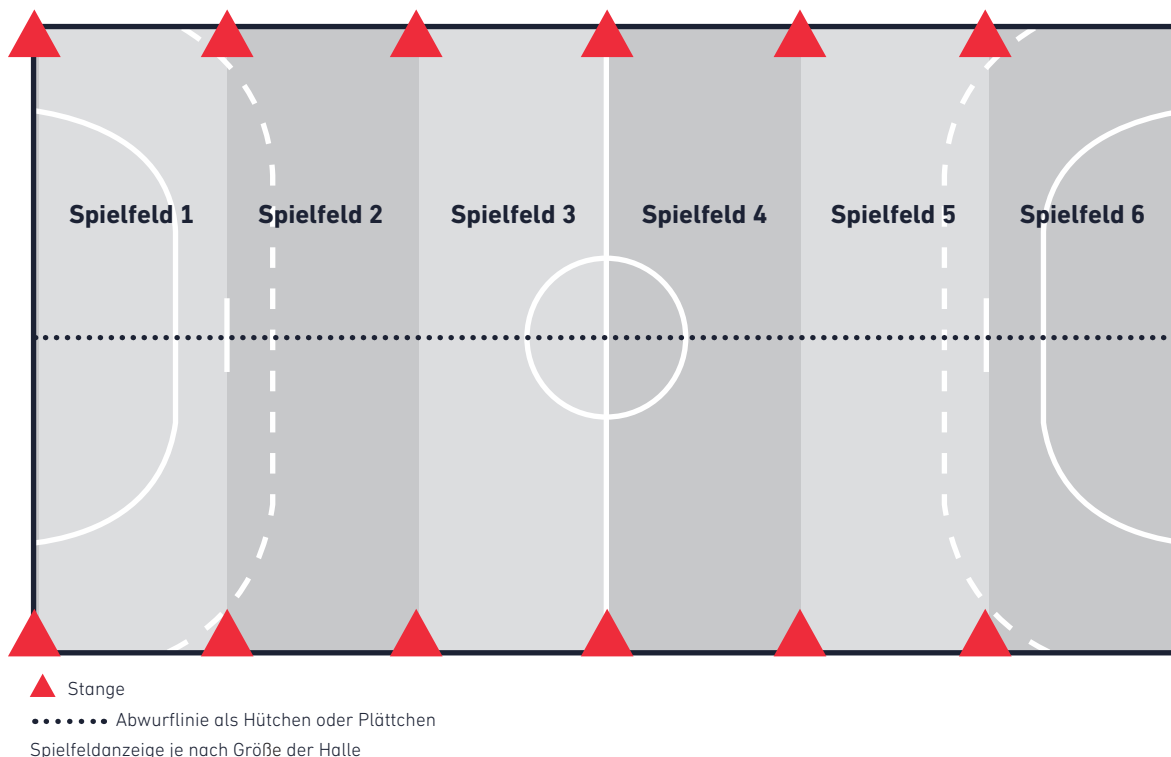 Spielfeld 1
Spielfeld 2
Spielfeld 3
Spielfeld 4
Spielfeld 5
Spielfeld 6
Stange
Abwurflinie als Hütchen oder Plättchen
Spielfeldanzeige je nach Größe der Halle